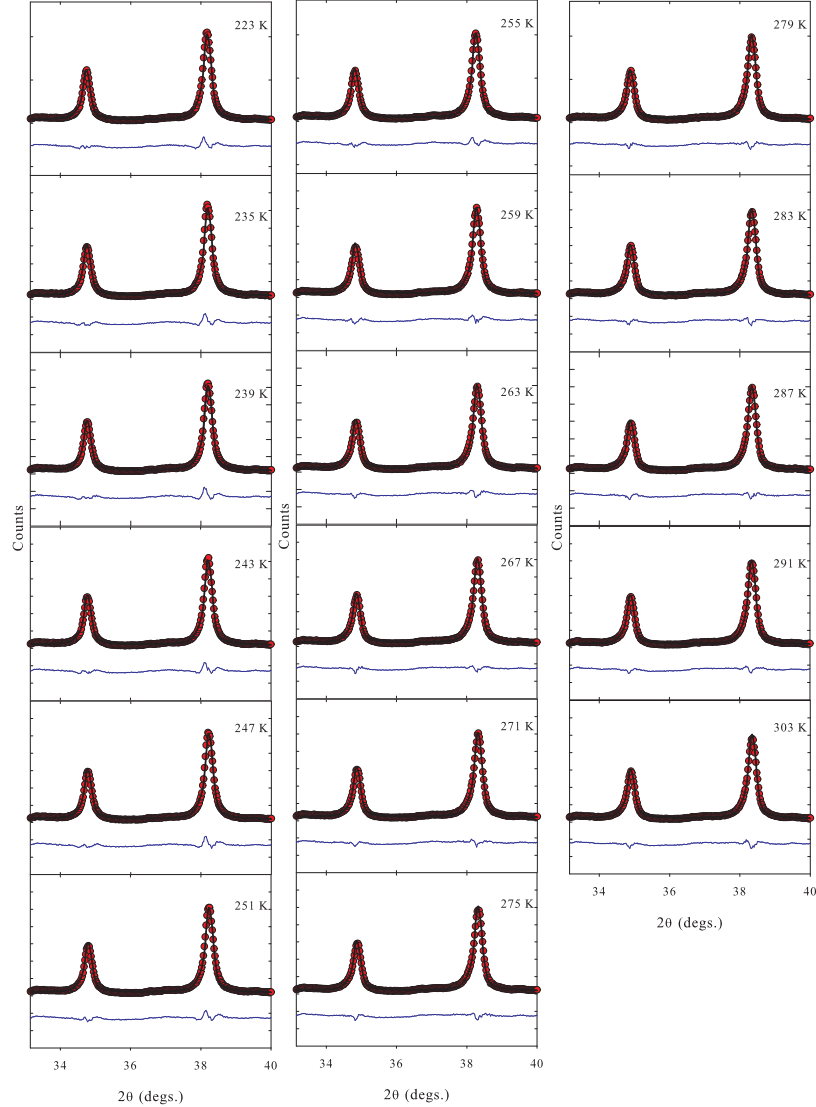 223 K
255 K
279 K
235 K
259 K
283 K
239 K
263 K
287 K
243 K
267 K
291 K
247 K
271 K
303 K
251 K
275 K
Counts
Counts
Counts
34 36 38 40
2θ (degs.)
34 36 38 40
2θ (degs.)
34 36 38 40
2θ (degs.)